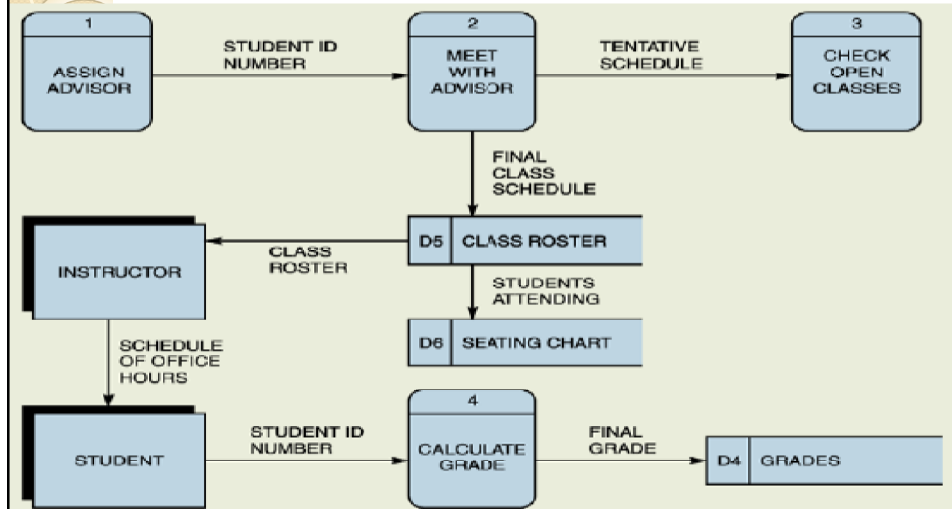 1
ASSIGN
ADVISOR
STUDENT ID
NUMBER
2
MEET
WITH
ADVISOR
TENTATIVE
SCHEDULE
3
CHECK
OPEN
CLASSES
FINAL
CLASS
SCHEDULE
INSTRUCTOR
CLASS
ROSTER
D5 CLASS ROSTER
STUDENTS
ATTENDING
D6 SEATING CHART
SCHEDULE
OF OFFICE
HOURS
STUDENT
STUDENT ID
NUMBER
4
CALCULATE
GRADE
FINAL
GRADE
D4 GRADES